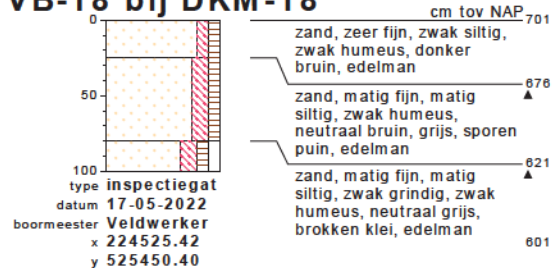 VB-18 bij DKM-18
cm tov NAP
0
701
zand, zeer fijn, zwak siltig,
zwak humeus, donker
bruin, edelman
676
50
zand, matig fijn, matig
siltig, zwak humeus,
neutraal bruin, grijs, sporen
puin, edelman
621
100
zand, matig fijn, matig
siltig, zwak grindig, zwak
humeus, neutraal grijs,
brokken klei, edelman
601
type inspectiegat
datum 17-05-2022
boormeester Veldwerker
x 224525.42
y 525450.40